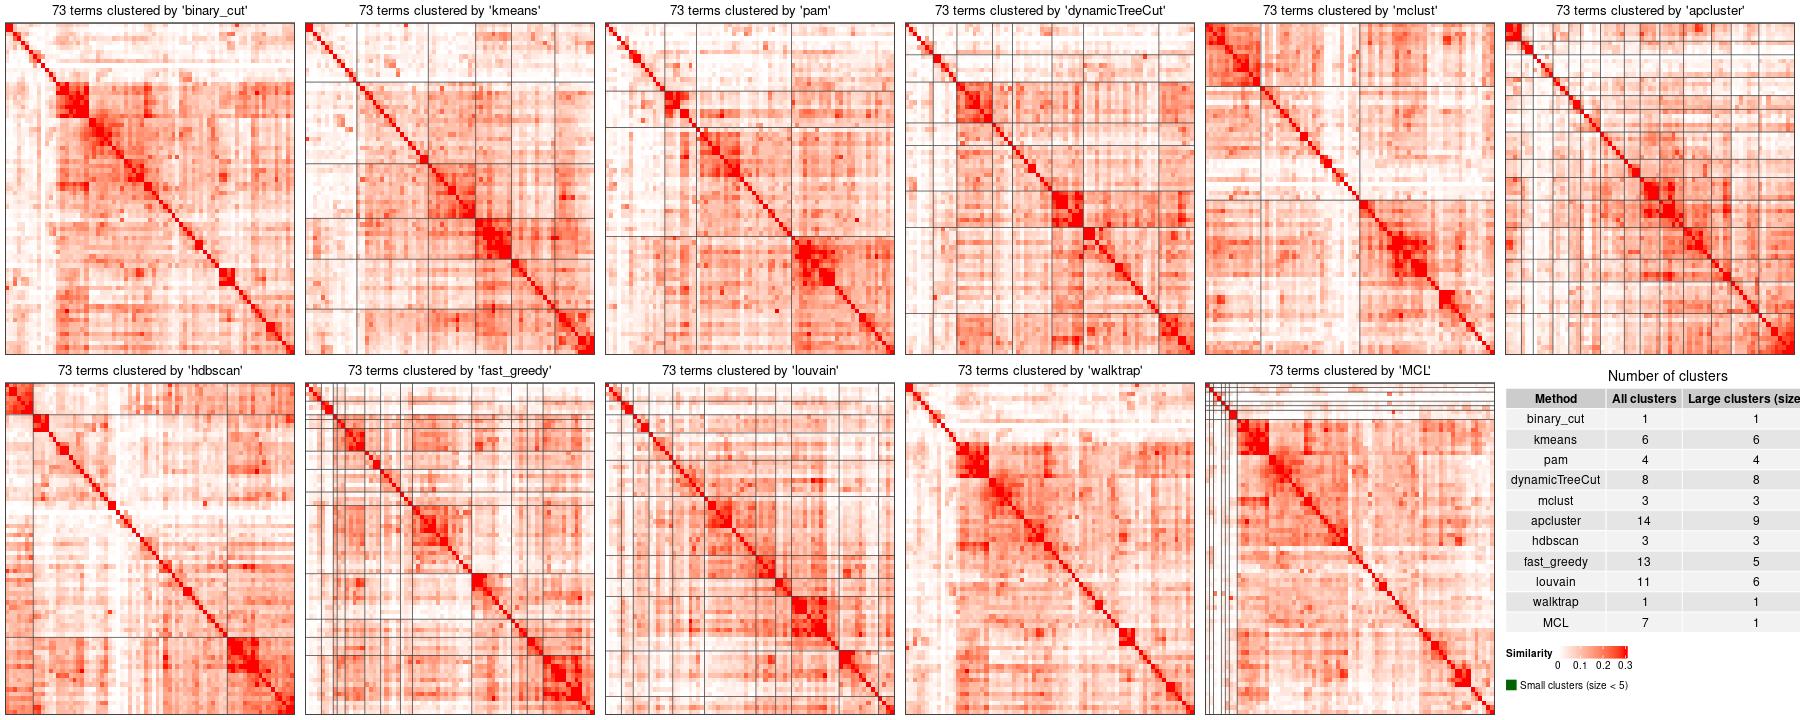 73 terms clustered by 'binary_cut'
73 terms clustered by 'kmeans'
73 terms clustered by 'pam'
73 terms clustered by 'dynamicTreeCut'
73 terms clustered by 'mclust'
73 terms clustered by 'apcluster'
73 terms clustered by 'hdbscan'
73 terms clustered by 'fast_greedy'
73 terms clustered by 'louvain'
73 terms clustered by 'walktrap'
73 terms clustered by 'MCL'
Number of clusters
Method All clusters Large clusters (size
binary_cut 1 1
kmeans 6 6
pam 4 4
dynamicTreeCut 8 8
mclust 3 3
apcluster 14 9
hdbscan 3 3
fast_greedy 13 5
louvain 11 6
walktrap 1 1
MCL 7 1
Similarity
0 0.1 0.2 0.3
Small clusters (size < 5)